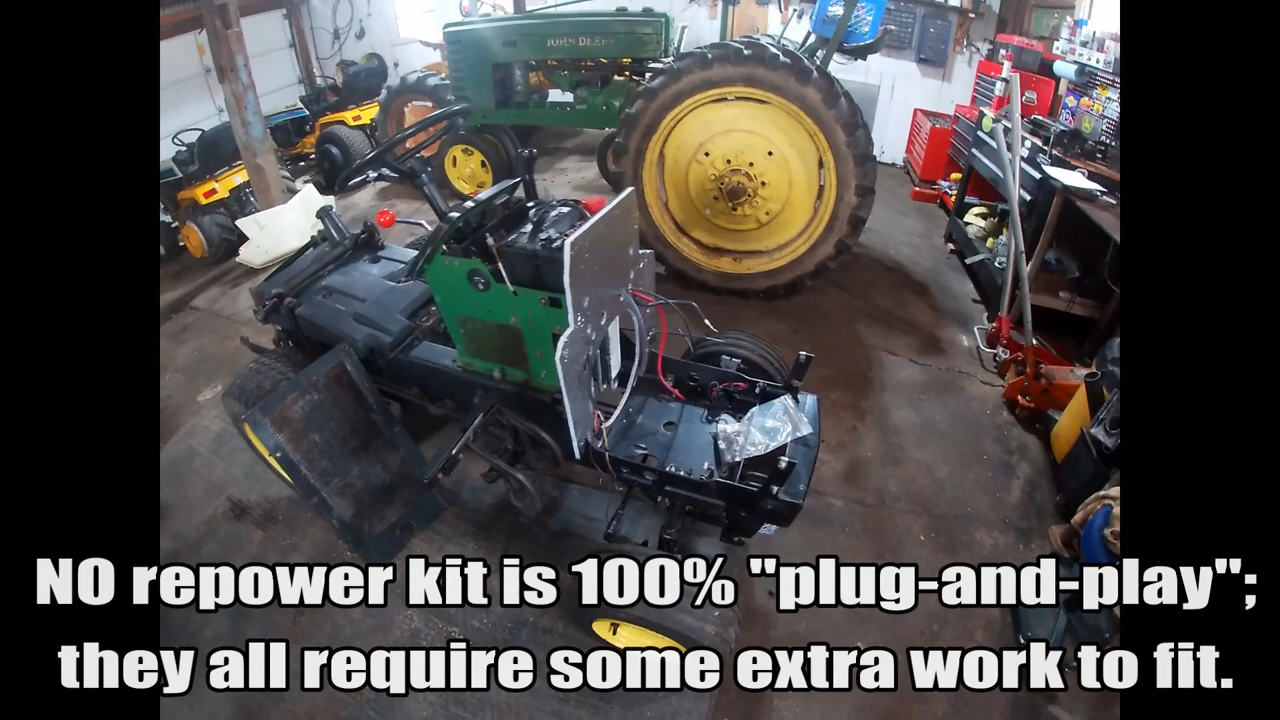 JOHN DEERE
NO repower kit is 100% "plug-and-play";
they all require some extra work to fit.